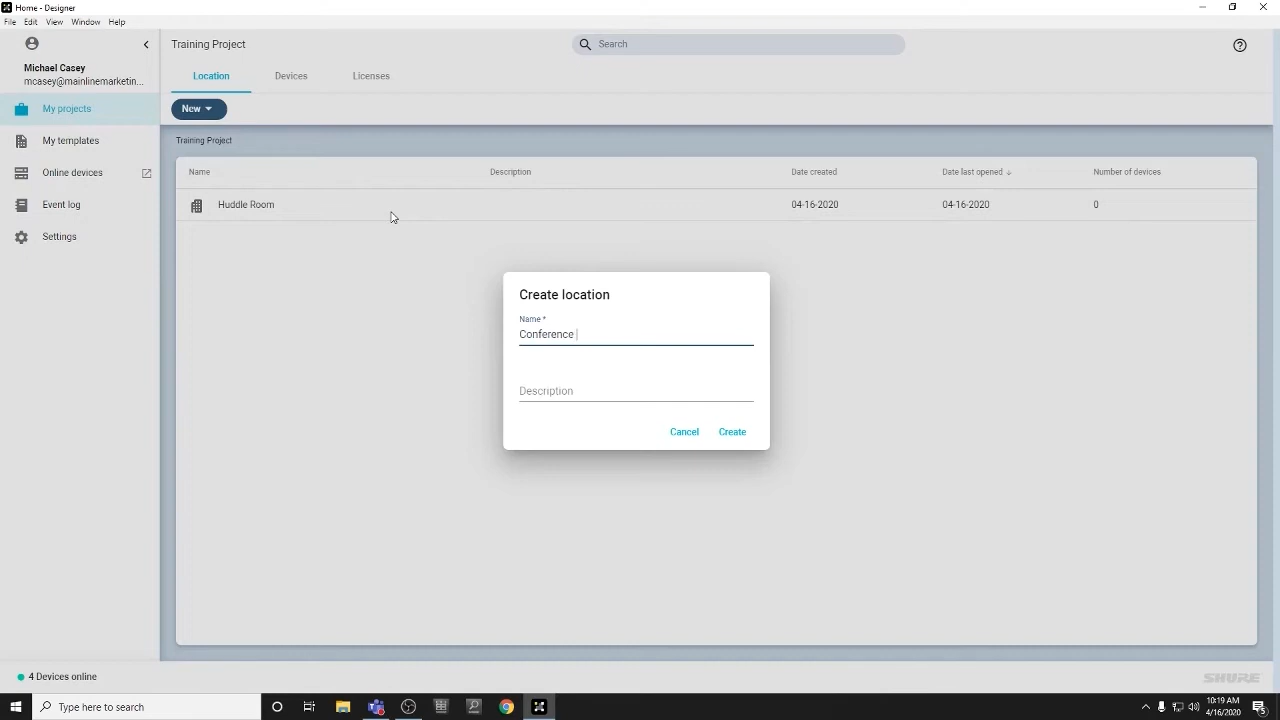 Home - Designer
File Edit View Window Help
Michael Casey
mcasey@mainlinemarketin...
My projects
My templates
Online devices
Event log
Settings
Training Project
Search
Location Devices Licenses
New
Training Project
Name Description Date created Date last opened Number of devices
Huddle Room 04-16-2020 04-16-2020 0
Create location
Name *
Conference
Description
Cancel Create
4 Devices online
SHURE
Type here to search
10:19 AM
4/16/2020